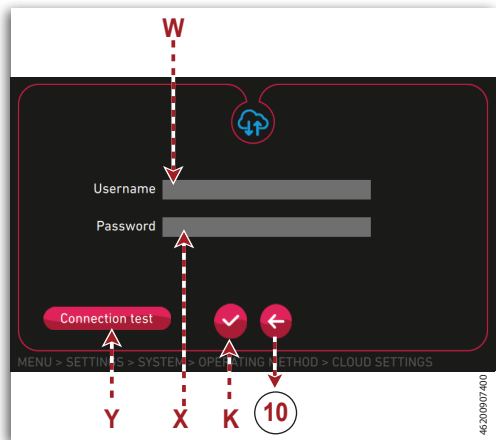 W
Username
Password
Connection test
MENU > SETTINGS > SYSTEM > OPERATING METHOD > CLOUD SETTINGS
Y X K 10
46200907400